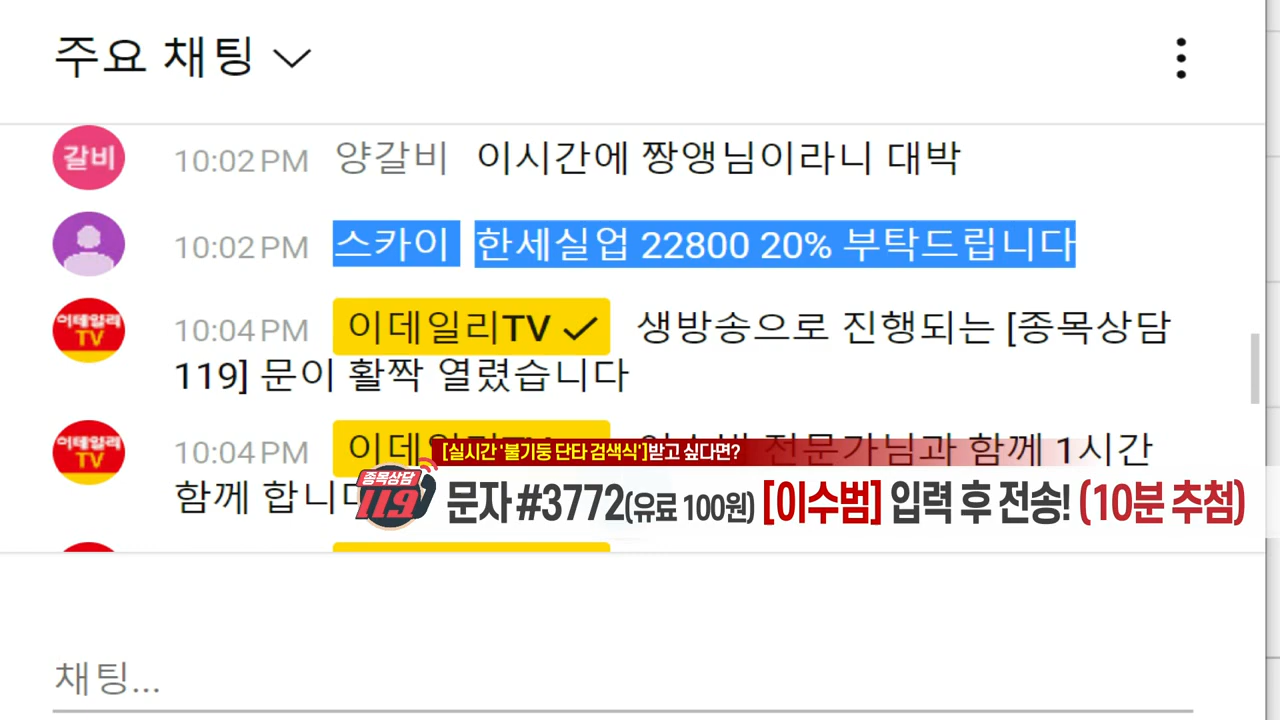 주요 채팅
갈비 10:02 PM 양갈비 이시간에 짱앵님이라니 대박
10:02 PM 스카이 한세실업 22800 20% 부탁드립니다
이데일리 TV 10:04 PM 이데일리TV 생방송으로 진행되는 [종목상담
119] 문이 활짝 열렸습니다
이데일리 TV 10:04 PM 전문가님과 함께 1시간
함께 합니다
[실시간 '불기둥 단타 검색식']받고 싶다면?
종목상담 119 문자 #3772(유료 100원) [이수범] 입력 후 전송! (10분 추첨)
채팅...